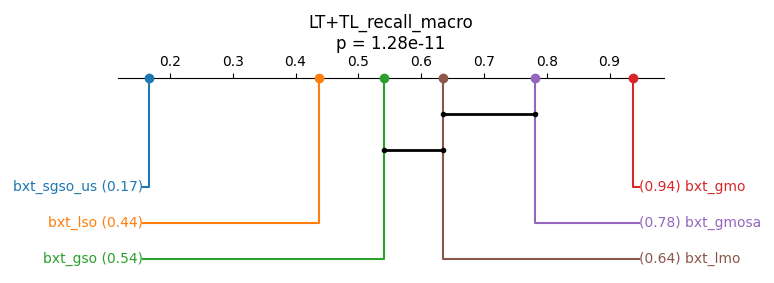 LT+TL_recall_macro
p = 1.28e-11
0.2 0.3 0.4 0.5 0.6 0.7 0.8 0.9
bxt_sgso_us (0.17) (0.94) bxt_gmo
bxt_lso (0.44) (0.78) bxt_gmosa
bxt_gso (0.54) (0.64) bxt_lmo